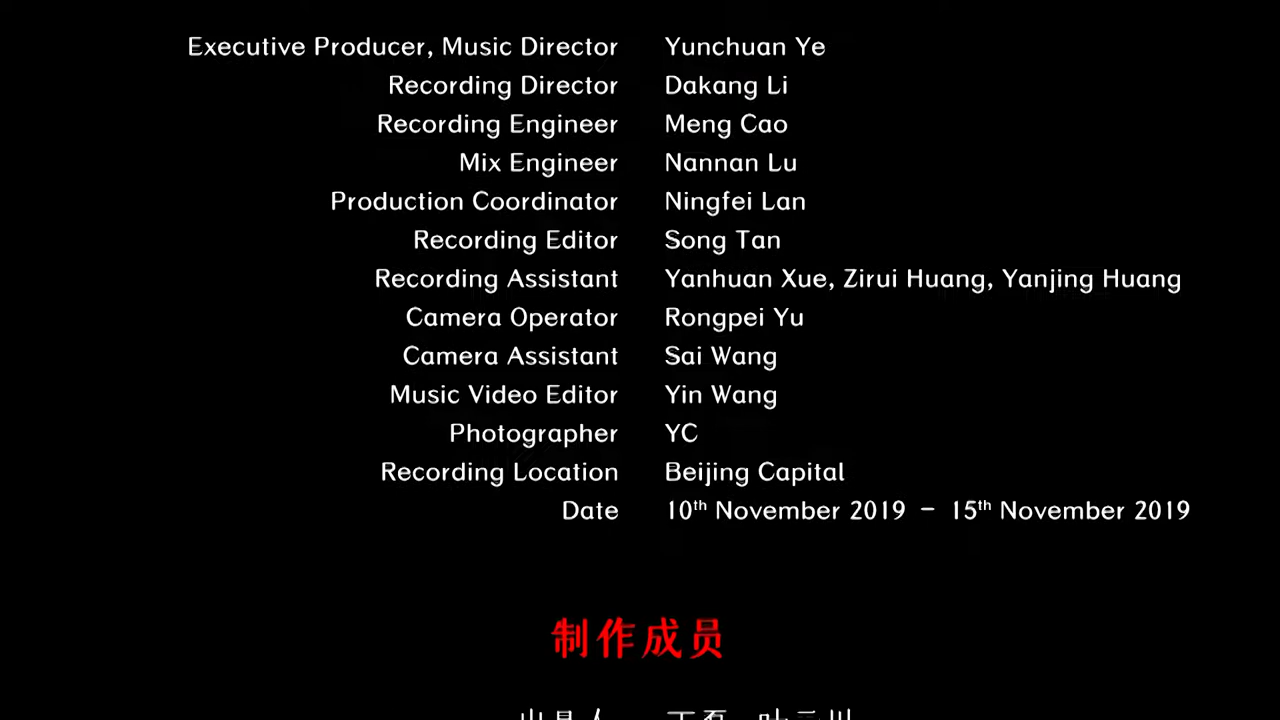 Executive Producer, Music Director Yunchuan Ye
Recording Director Dakang Li
Recording Engineer Meng Cao
Mix Engineer Nannan Lu
Production Coordinator Ningfei Lan
Recording Editor Song Tan
Recording Assistant Yanhuan Xue, Zirui Huang, Yanjing Huang
Camera Operator Rongpei Yu
Camera Assistant Sai Wang
Music Video Editor Yin Wang
Photographer YC
Recording Location Beijing Capital
Date 10th November 2019 – 15th November 2019
制作成员